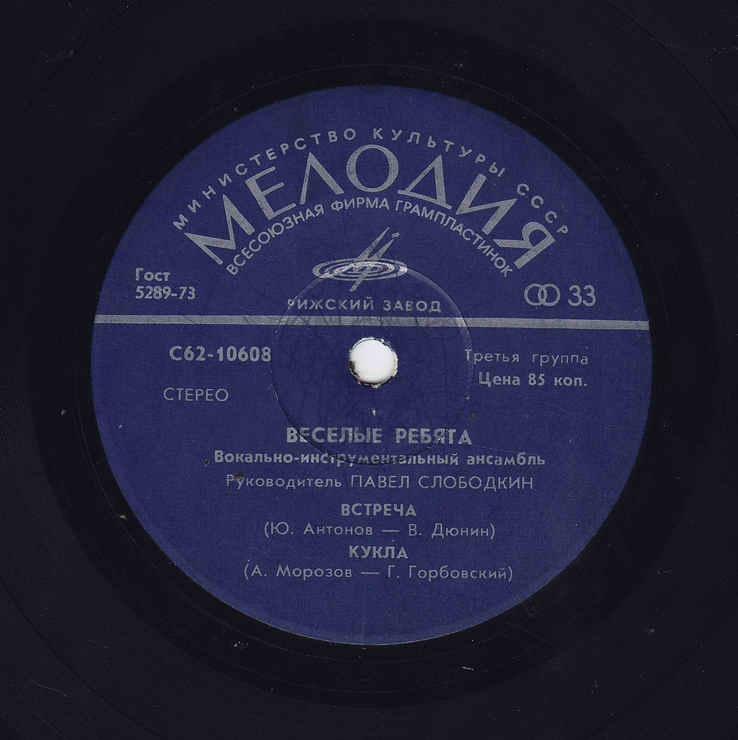 МИНИСТЕРСТВО КУЛЬТУРЫ СССР
МЕЛОДИЯ
ВСЕСОЮЗНАЯ ФИРМА ГРАМПЛАСТИНОК
Гост
5289-73
33
РИЖСКИЙ ЗАВОД
С62-10608
Третья группа
Цена 85 коп.
СТЕРЕО
ВЕСЕЛЫЕ РЕБЯТА
Вокально-инструментальный ансамбль
Руководитель ПАВЕЛ СЛОБОДКИН
ВСТРЕЧА
(Ю. Антонов — В. Дюнин)
КУКЛА
(А. Морозов — Г. Горбовский)